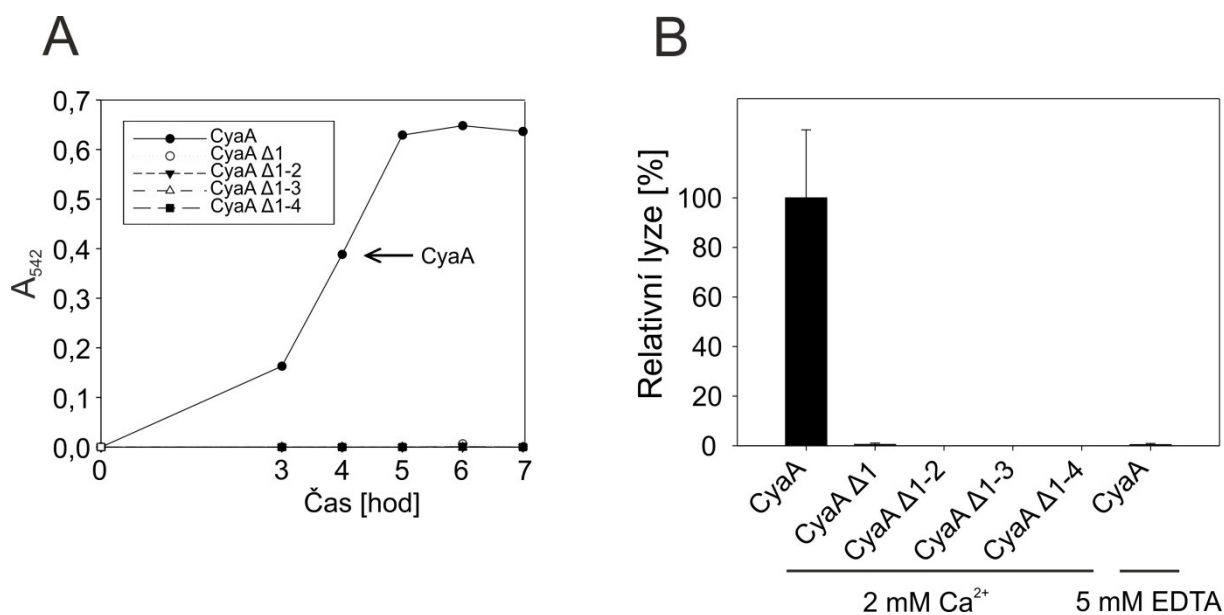 A
0,7
0,6
0,5
0,4
0,3
0,2
0,1
0,0
A542
CyaA
CyaA Δ1
CyaA Δ1-2
CyaA Δ1-3
CyaA Δ1-4
CyaA
0 3 4 5 6 7
Čas [hod]
B
Relativní lyze [%]
100
80
60
40
20
0
CyaA
CyaA Δ1
CyaA Δ1-2
CyaA Δ1-3
CyaA Δ1-4
CyaA
2 mM Ca²⁺ 5 mM EDTA